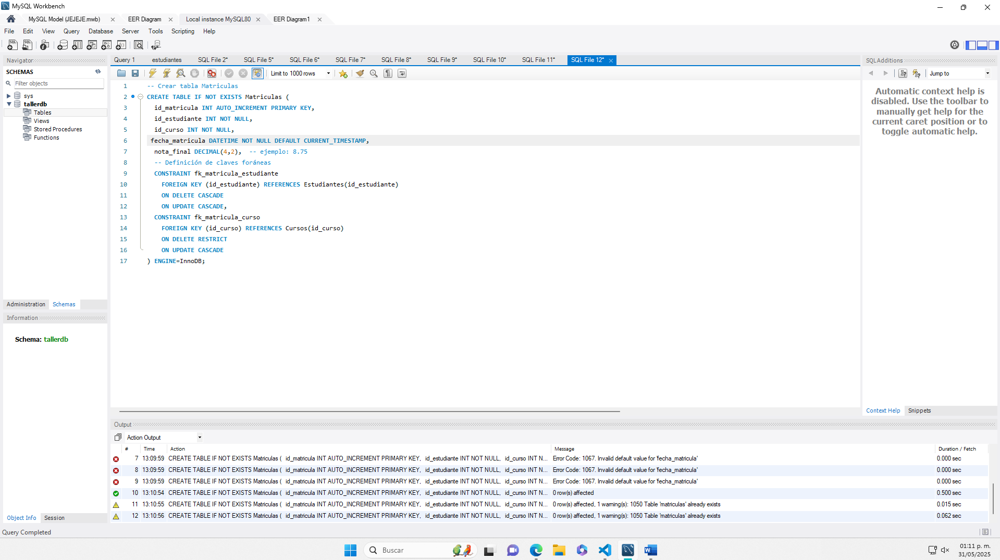 MySQL Workbench
MySQL Model (JEJEJE.mwb)
EER Diagram
Local instance MySQL80
EER Diagram1
File Edit View Query Database Server Tools Scripting Help
Navigator
SCHEMAS
Filter objects
sys
tallerdb
Tables
Views
Stored Procedures
Functions
Administration Schemas
Information
Schema: tallerdb
Object Info Session
Query Completed
Query 1 estudiantes SQL File 2* SQL File 5* SQL File 6* SQL File 7* SQL File 8* SQL File 9* SQL File 10* SQL File 11* SQL File 12*
Limit to 1000 rows
1 -- Crear tabla Matriculas
2 CREATE TABLE IF NOT EXISTS Matriculas (
3 id_matricula INT AUTO_INCREMENT PRIMARY KEY,
4 id_estudiante INT NOT NULL,
5 id_curso INT NOT NULL,
6 fecha_matricula DATETIME NOT NULL DEFAULT CURRENT_TIMESTAMP,
7 nota_final DECIMAL(4,2), -- ejemplo: 8.75
8 -- Definición de claves foráneas
9 CONSTRAINT fk_matricula_estudiante
10 FOREIGN KEY (id_estudiante) REFERENCES Estudiantes(id_estudiante)
11 ON DELETE CASCADE
12 ON UPDATE CASCADE,
13 CONSTRAINT fk_matricula_curso
14 FOREIGN KEY (id_curso) REFERENCES Cursos(id_curso)
15 ON DELETE RESTRICT
16 ON UPDATE CASCADE
17 ) ENGINE=InnoDB;
SQLAdditions
Jump to
Automatic context help is
disabled. Use the toolbar to
manually get help for the
current caret position or to
toggle automatic help.
Context Help Snippets
Output
Action Output
# Time Action Message Duration / Fetch
7 13:09:59 CREATE TABLE IF NOT EXISTS Matriculas ( id_matricula INT AUTO_INCREMENT PRIMARY KEY, id_estudiante INT NOT NULL, id_curso INT N... Error Code: 1067. Invalid default value for 'fecha_matricula' 0.000 sec
8 13:09:59 CREATE TABLE IF NOT EXISTS Matriculas ( id_matricula INT AUTO_INCREMENT PRIMARY KEY, id_estudiante INT NOT NULL, id_curso INT N... Error Code: 1067. Invalid default value for 'fecha_matricula' 0.000 sec
9 13:09:59 CREATE TABLE IF NOT EXISTS Matriculas ( id_matricula INT AUTO_INCREMENT PRIMARY KEY, id_estudiante INT NOT NULL, id_curso INT N... Error Code: 1067. Invalid default value for 'fecha_matricula' 0.000 sec
10 13:10:54 CREATE TABLE IF NOT EXISTS Matriculas ( id_matricula INT AUTO_INCREMENT PRIMARY KEY, id_estudiante INT NOT NULL, id_curso INT N... 0 row(s) affected 0.500 sec
11 13:10:55 CREATE TABLE IF NOT EXISTS Matriculas ( id_matricula INT AUTO_INCREMENT PRIMARY KEY, id_estudiante INT NOT NULL, id_curso INT N... 0 row(s) affected, 1 warning(s): 1050 Table 'matriculas' already exists 0.015 sec
12 13:10:56 CREATE TABLE IF NOT EXISTS Matriculas ( id_matricula INT AUTO_INCREMENT PRIMARY KEY, id_estudiante INT NOT NULL, id_curso INT N... 0 row(s) affected, 1 warning(s): 1050 Table 'matriculas' already exists 0.062 sec
Buscar
01:11 p. m.
31/05/2025